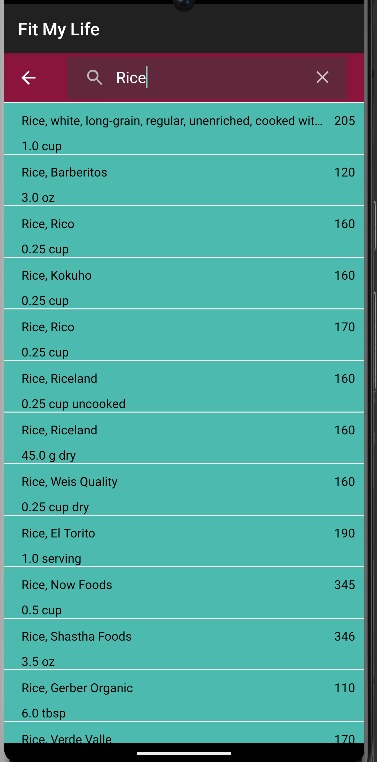 Fit My Life
Rice
Rice, white, long-grain, regular, unenriched, cooked wit... 205
1.0 cup
Rice, Barberitos 120
3.0 oz
Rice, Rico 160
0.25 cup
Rice, Kokuho 160
0.25 cup
Rice, Rico 170
0.25 cup
Rice, Riceland 160
0.25 cup uncooked
Rice, Riceland 160
45.0 g dry
Rice, Weis Quality 160
0.25 cup dry
Rice, El Torito 190
1.0 serving
Rice, Now Foods 345
0.5 cup
Rice, Shastha Foods 346
3.5 oz
Rice, Gerber Organic 110
6.0 tbsp
Rice, Verde Valle 170